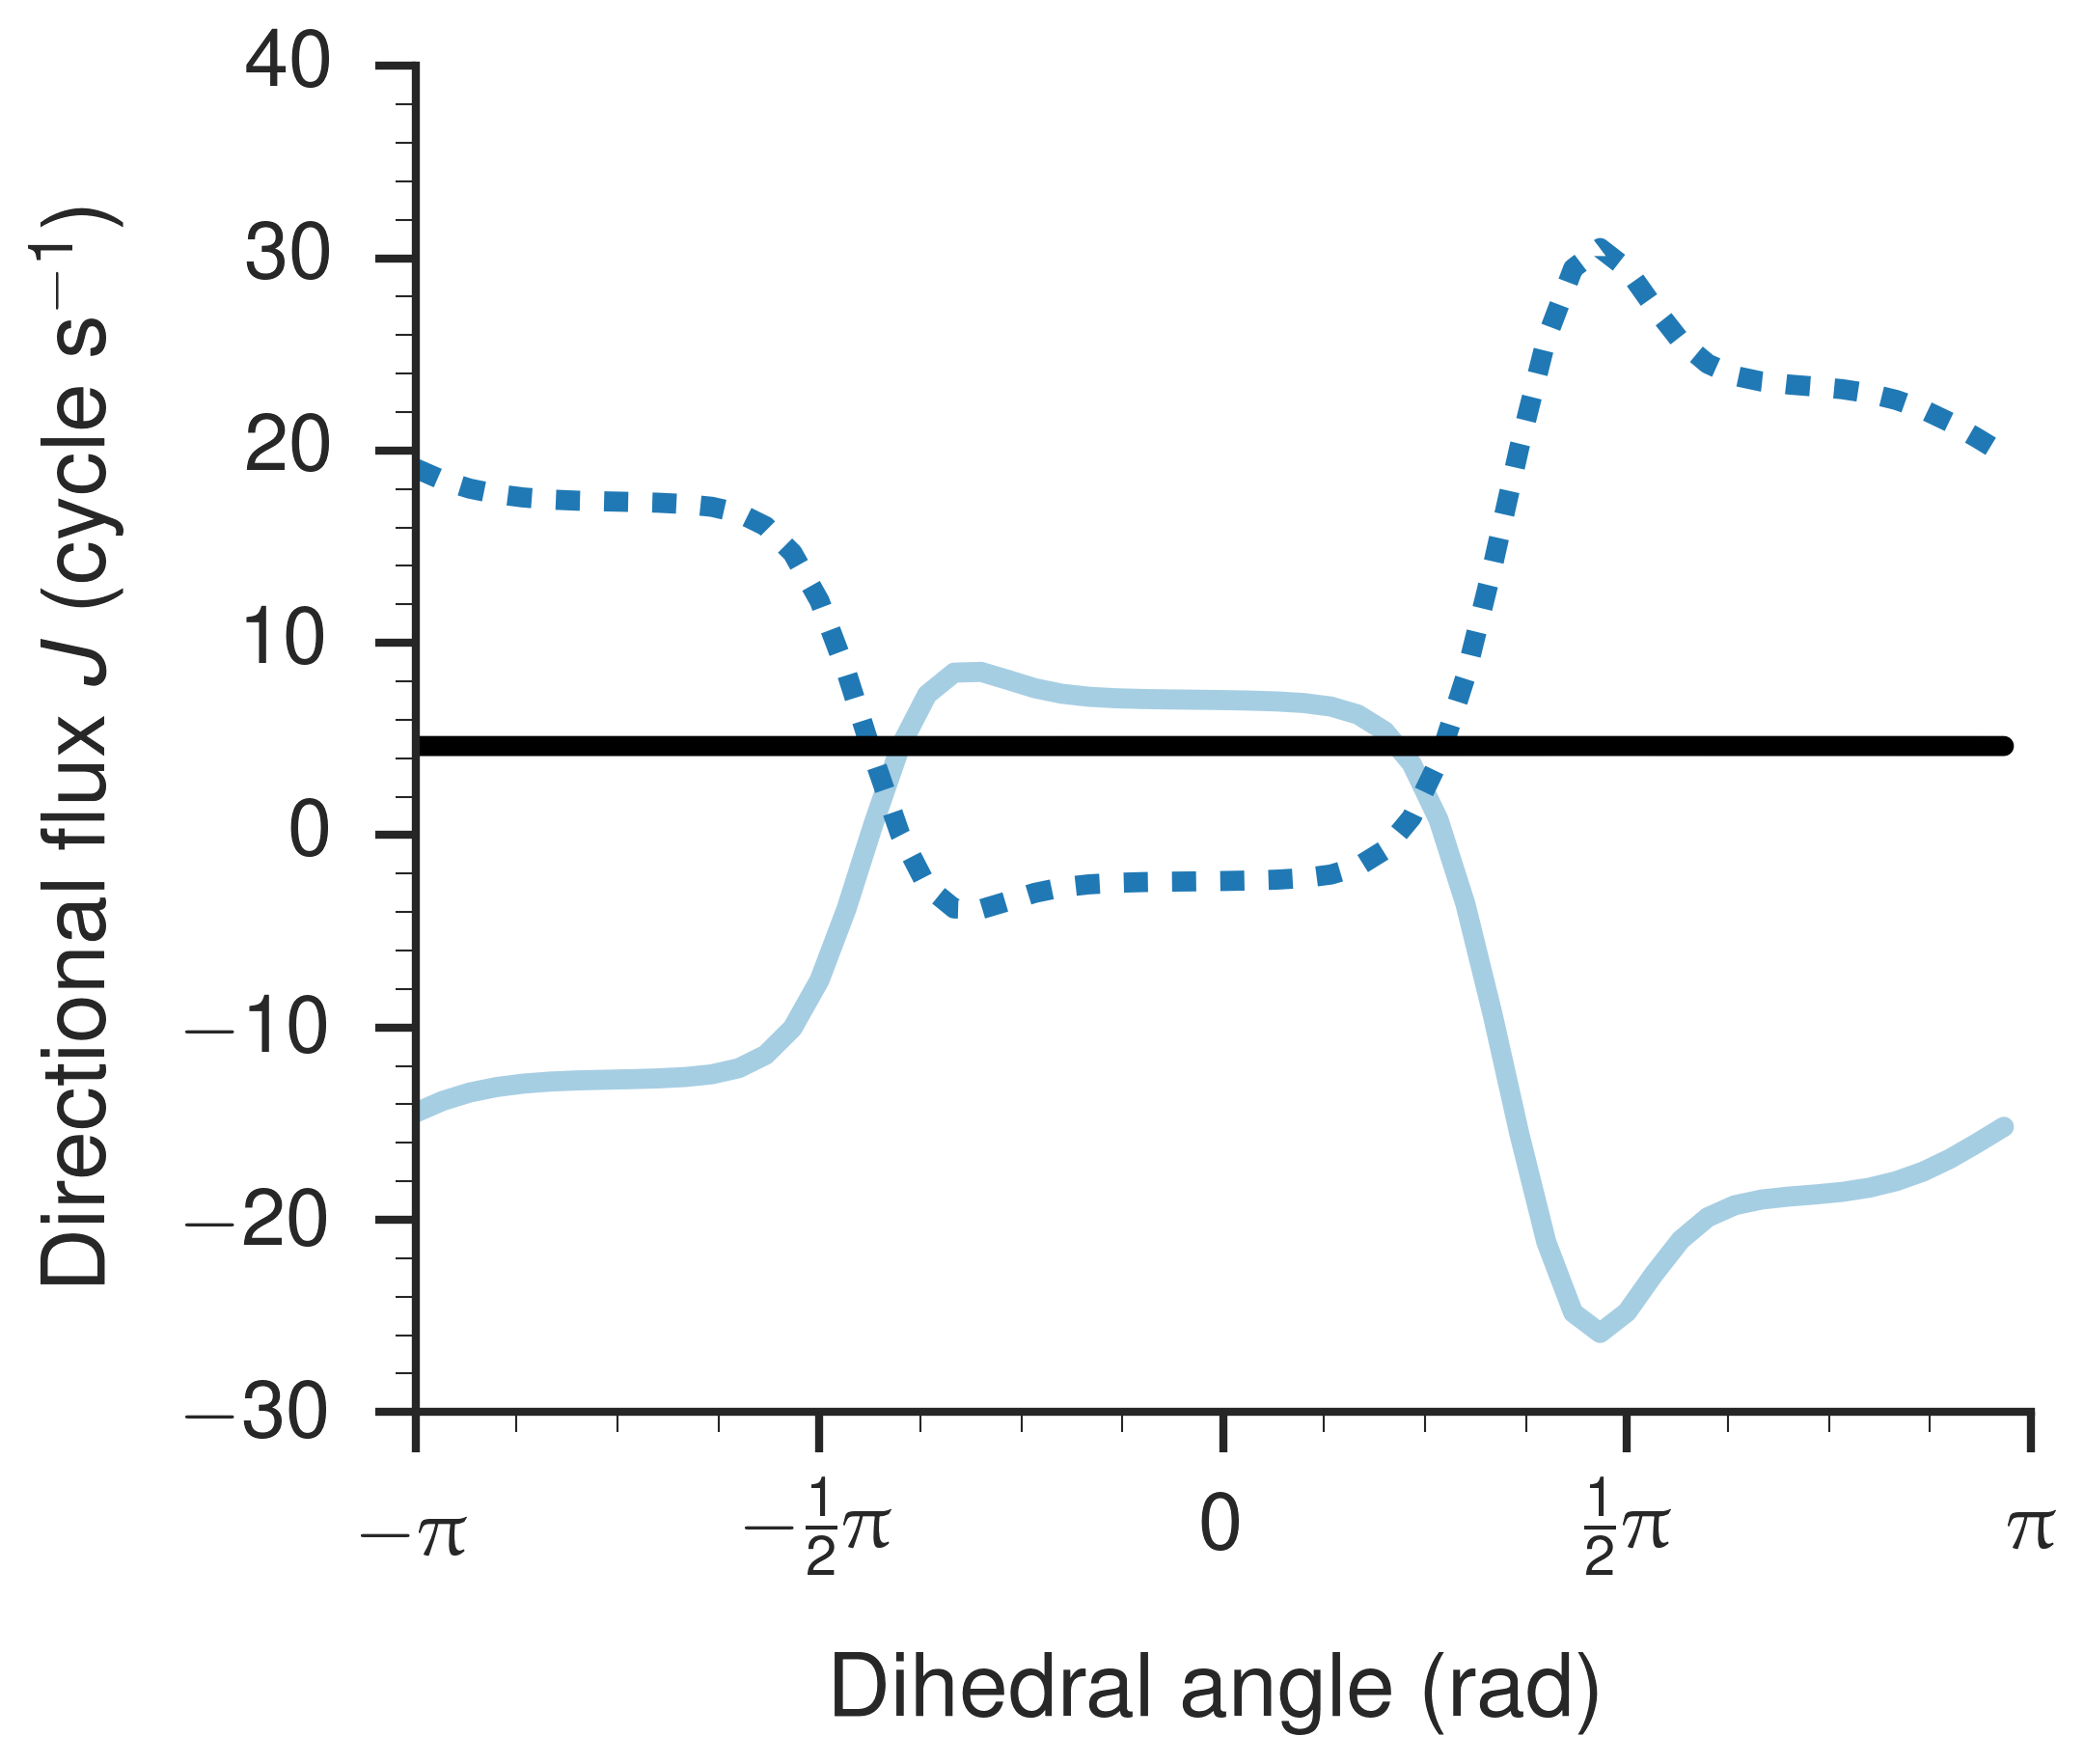 Directional flux J (cycle s⁻¹)
40
30
20
10
0
−10
−20
−30
−π
−½π
0
½π
π
Dihedral angle (rad)